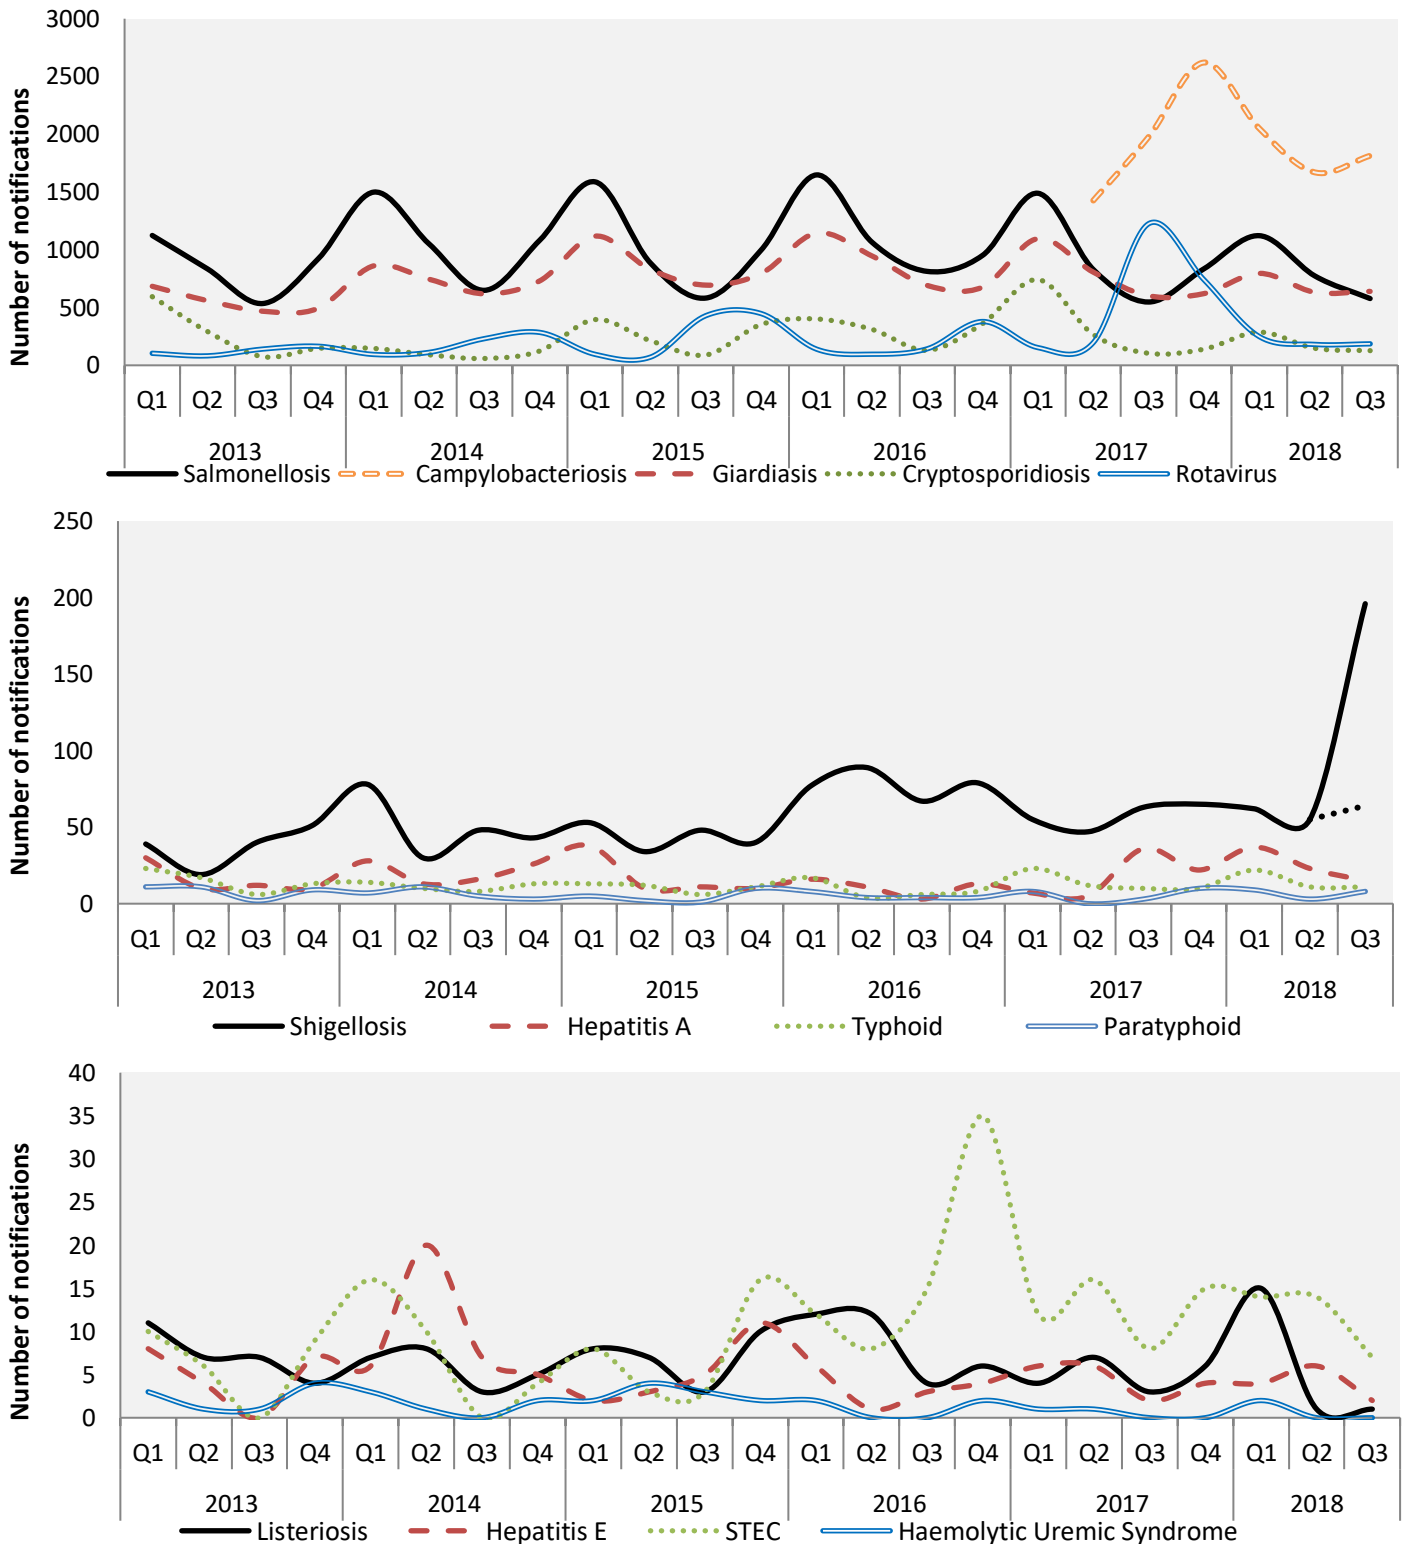 Number of notifications
3000
2500
2000
1500
1000
500
0
Q1 Q2 Q3 Q4 Q1 Q2 Q3 Q4 Q1 Q2 Q3 Q4 Q1 Q2 Q3 Q4 Q1 Q2 Q3 Q4 Q1 Q2 Q3
2013 2014 2015 2016 2017 2018
Salmonellosis Campylobacteriosis Giardiasis Cryptosporidiosis Rotavirus
Number of notifications
250
200
150
100
50
0
Q1 Q2 Q3 Q4 Q1 Q2 Q3 Q4 Q1 Q2 Q3 Q4 Q1 Q2 Q3 Q4 Q1 Q2 Q3 Q4 Q1 Q2 Q3
2013 2014 2015 2016 2017 2018
Shigellosis Hepatitis A Typhoid Paratyphoid
Number of notifications
40
35
30
25
20
15
10
5
0
Q1 Q2 Q3 Q4 Q1 Q2 Q3 Q4 Q1 Q2 Q3 Q4 Q1 Q2 Q3 Q4 Q1 Q2 Q3 Q4 Q1 Q2 Q3
2013 2014 2015 2016 2017 2018
Listeriosis Hepatitis E STEC Haemolytic Uremic Syndrome